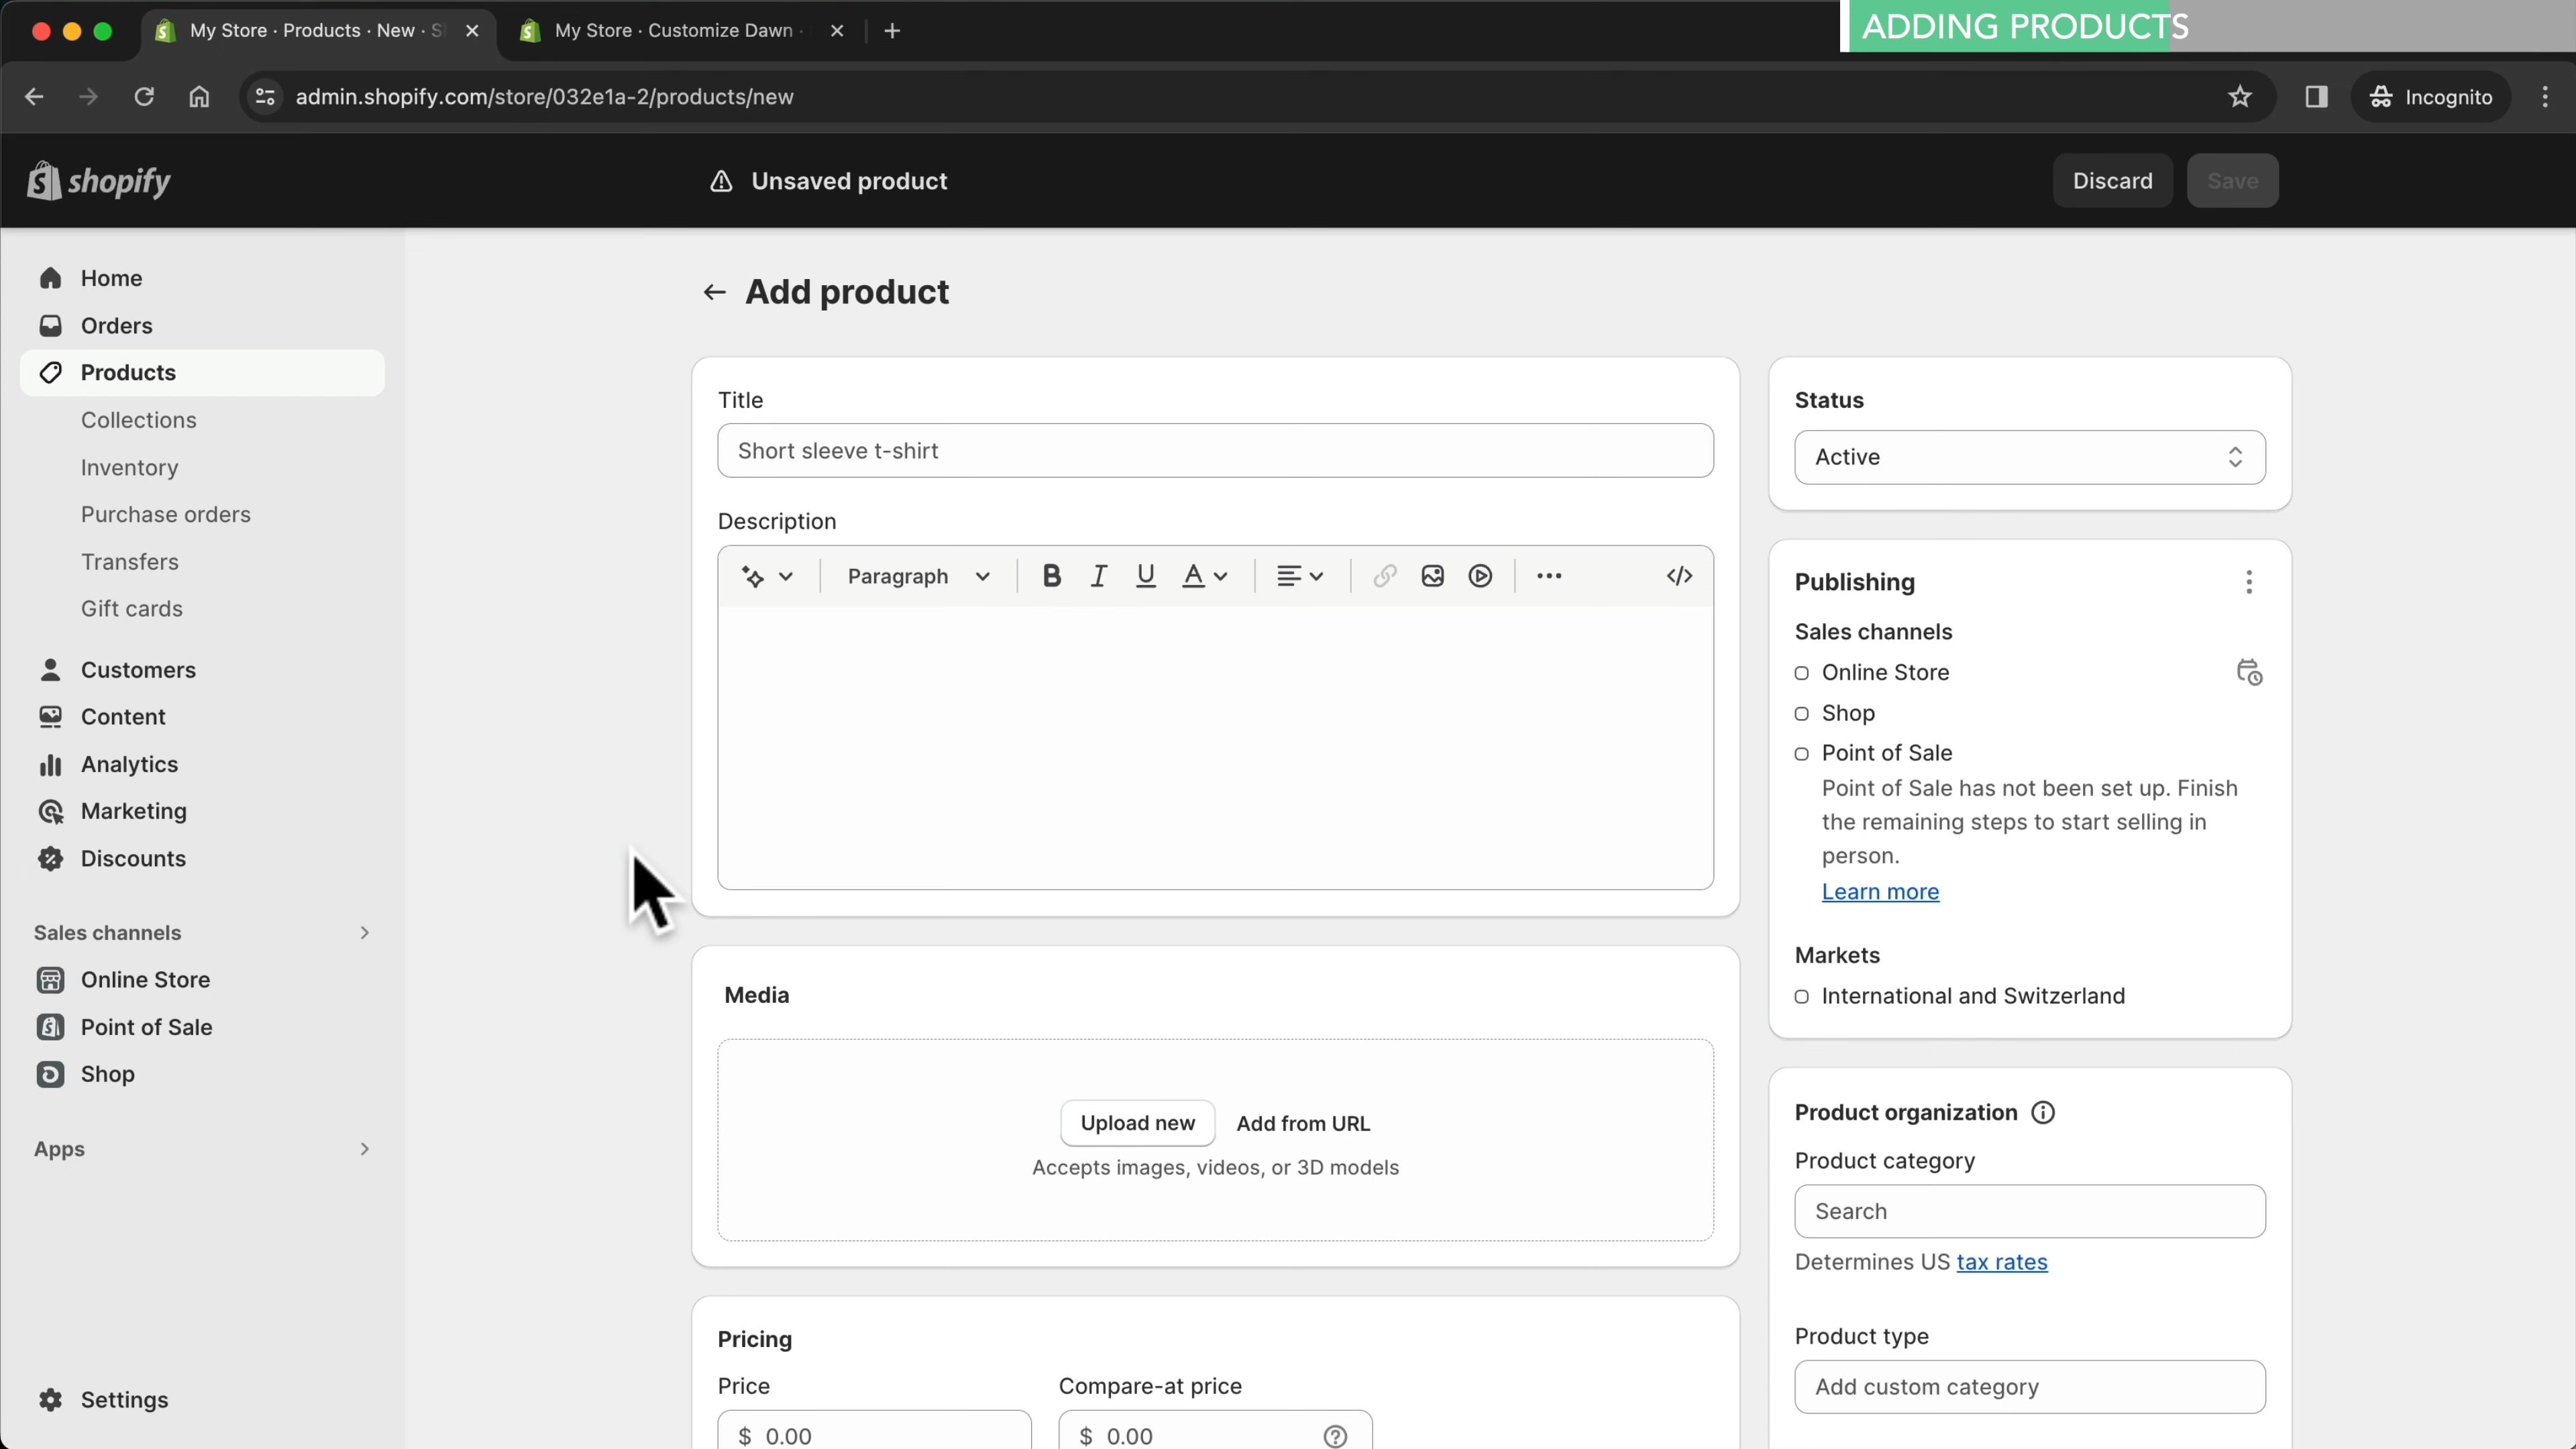 My Store · Products · New · S
My Store · Customize Dawn ·
ADDING PRODUCTS
admin.shopify.com/store/032e1a-2/products/new
Incognito
shopify
Unsaved product
Discard
Save
Home
Orders
Products
Collections
Inventory
Purchase orders
Transfers
Gift cards
Customers
Content
Analytics
Marketing
Discounts
Sales channels
Online Store
Point of Sale
Shop
Apps
Settings
Add product
Title
Short sleeve t-shirt
Description
Paragraph
B I U A
Media
Upload new
Add from URL
Accepts images, videos, or 3D models
Pricing
Price
Compare-at price
$ 0.00
$ 0.00
Status
Active
Publishing
Sales channels
Online Store
Shop
Point of Sale
Point of Sale has not been set up. Finish
the remaining steps to start selling in
person.
Learn more
Markets
International and Switzerland
Product organization
Product category
Search
Determines US tax rates
Product type
Add custom category